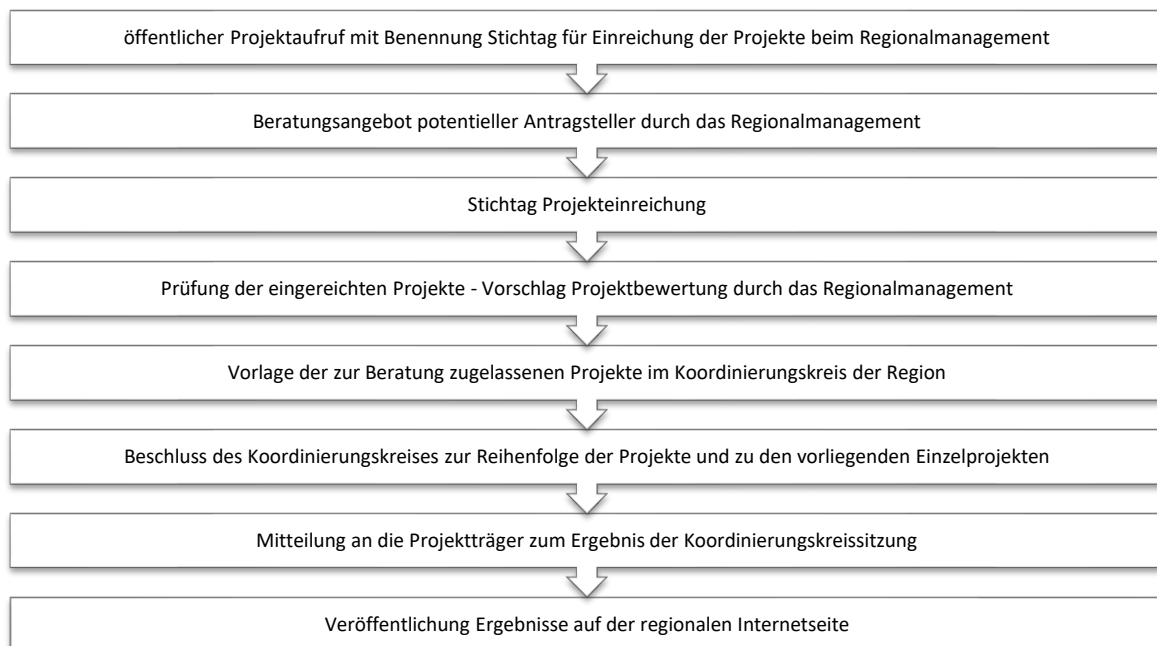 öffentlicher Projektaufruf mit Benennung Stichtag für Einreichung der Projekte beim Regionalmanagement
Beratungsangebot potentieller Antragsteller durch das Regionalmanagement
Stichtag Projekteinreichung
Prüfung der eingereichten Projekte - Vorschlag Projektbewertung durch das Regionalmanagement
Vorlage der zur Beratung zugelassenen Projekte im Koordinierungskreis der Region
Beschluss des Koordinierungskreises zur Reihenfolge der Projekte und zu den vorliegenden Einzelprojekten
Mitteilung an die Projektträger zum Ergebnis der Koordinierungskreissitzung
Veröffentlichung Ergebnisse auf der regionalen Internetseite